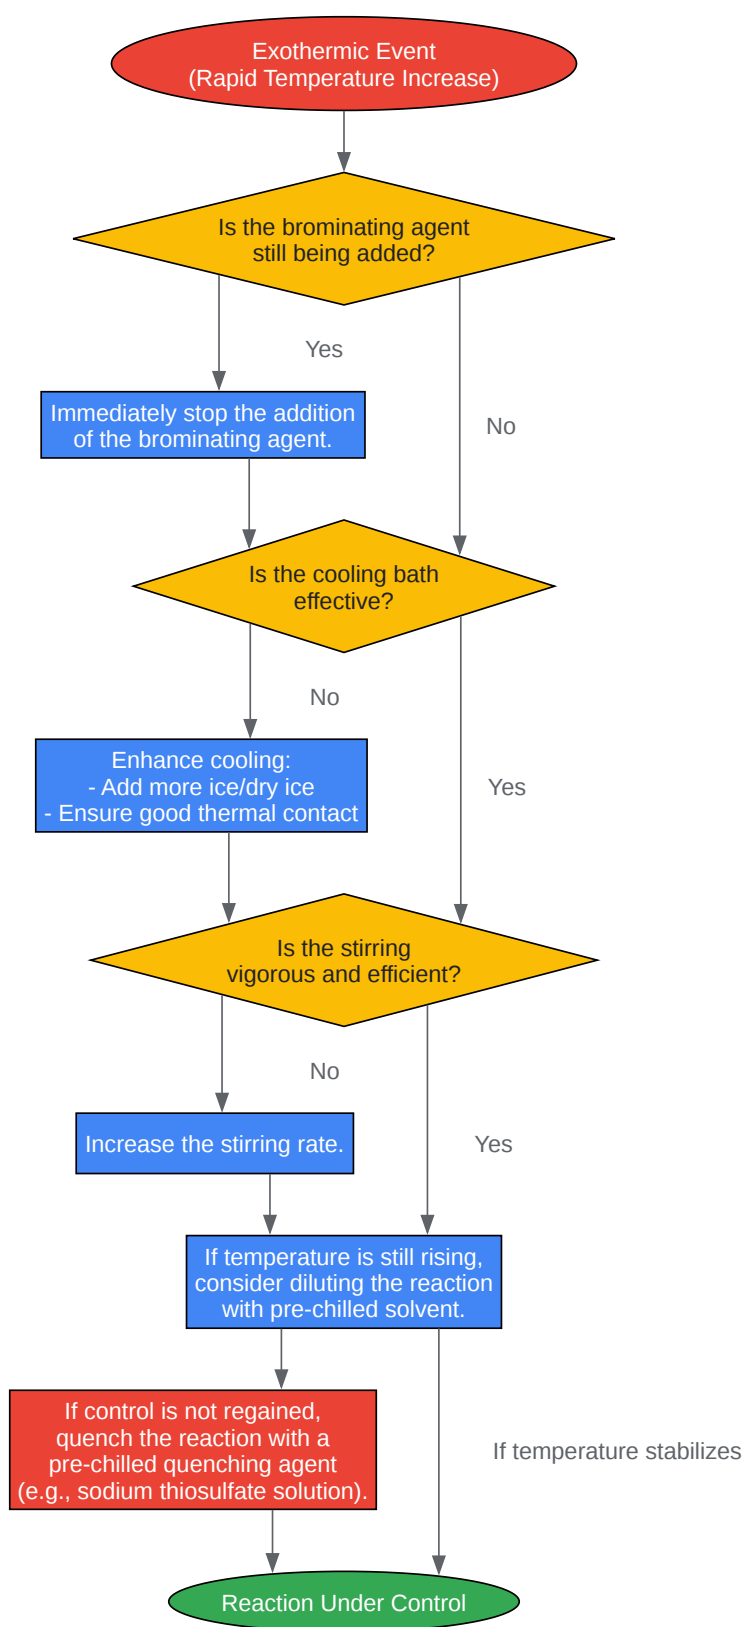 Exothermic Event
(Rapid Temperature Increase)
Is the brominating agent
still being added?
Yes
Immediately stop the addition
of the brominating agent.
No
Is the cooling bath
effective?
No
Enhance cooling:
- Add more ice/dry ice
- Ensure good thermal contact
Yes
Is the stirring
vigorous and efficient?
No
Increase the stirring rate.
Yes
If temperature is still rising,
consider diluting the reaction
with pre-chilled solvent.
If control is not regained,
quench the reaction with a
pre-chilled quenching agent
(e.g., sodium thiosulfate solution).
If temperature stabilizes
Reaction Under Control